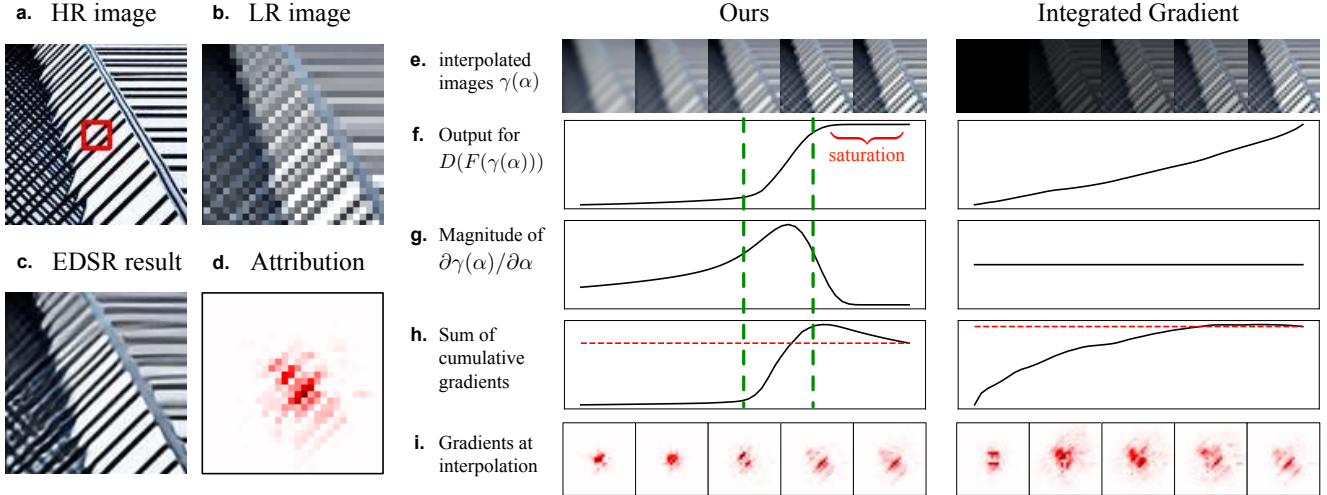 a. HR image
b. LR image
c. EDSR result
d. Attribution
Ours
Integrated Gradient
e. interpolated
images γ(α)
f. Output for
D(F(γ(α)))
saturation
g. Magnitude of
∂γ(α)/∂α
h. Sum of
cumulative
gradients
i. Gradients at
interpolation